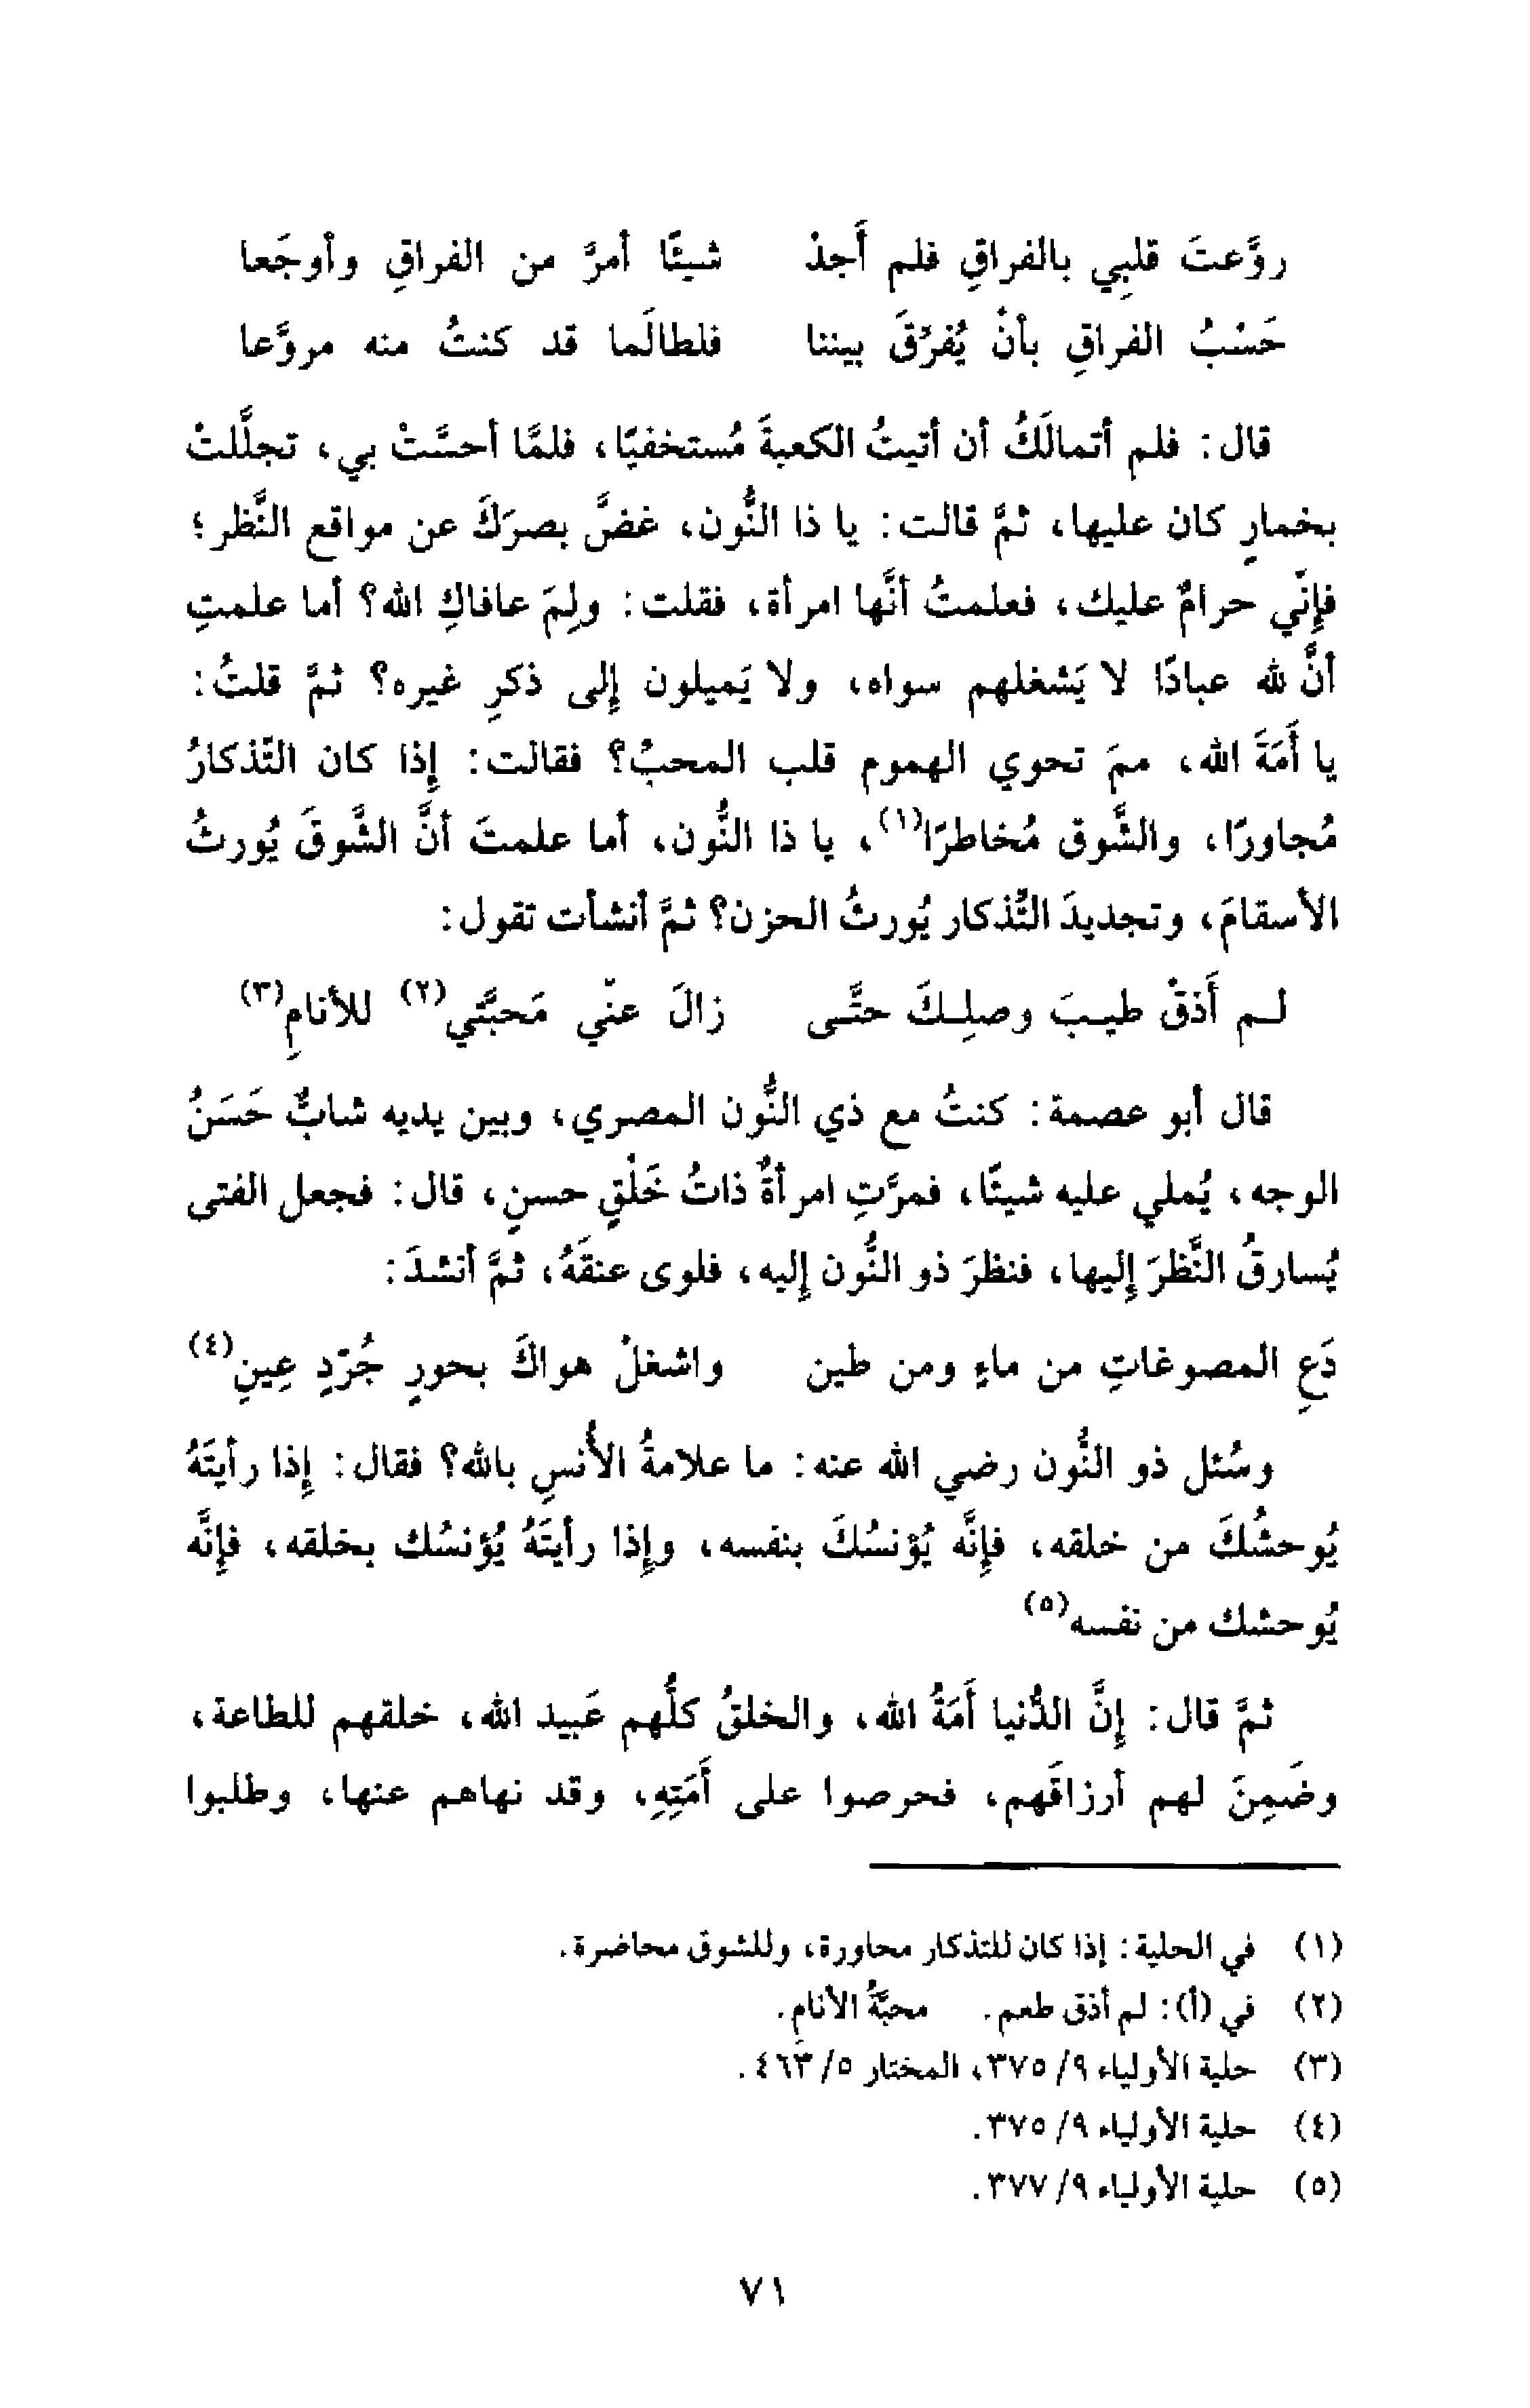 روَّعتَ قلبِي بالفراقِ فلم أَجدْ شيئًا أمرَّ من الفراقِ وأوجَعا
حَسْبُ الفراقِ بأنْ يُفرّقَ بيننا فلطالَما قد كنتُ منه مروَّعا
قال: فلم أتمالَكُ أن أتيتُ الكعبةَ مُستخفيًا، فلمَّا أحسَّتْ بي، تجلَّلتْ
بخمارٍ كان عليها، ثمَّ قالت: يا ذا النُّون، غضَّ بصرَكَ عن مواقع النَّظر؛
فإنّي حرامٌ عليك، فعلمتُ أنَّها امرأة، فقلت: ولِمَ عافاكِ الله؟ أما علمتِ
أنَّ لله عبادًا لا يَشغلهم سواه، ولا يَميلون إلى ذكرِ غيره؟ ثمَّ قلتُ:
يا أَمَةَ الله، ممَ تحوي الهموم قلب المحبِّ؟ فقالت: إذا كان التَّذكارُ
مُجاورًا، والشَّوق مُخاطرًا(١)، يا ذا النُّون، أما علمتَ أنَّ الشَّوقَ يُورثُ
الأسقامَ، وتجديدَ التَّذكار يُورثُ الحزن؟ ثمَّ أنشأت تقول:
لـم أَذقْ طيـبَ وصلِـكَ حتَّـى زالَ عنّي مَحبَّتي(٢) للأنامِ(٣)
قال أبو عصمة: كنتُ مع ذي النُّون المصري، وبين يديه شابٌّ حَسَنُ
الوجه، يُملي عليه شيئًا، فمرَّتِ امرأةٌ ذاتُ خَلْقٍ حسنٍ، قال: فجعل الفتى
يُسارقُ النَّظرَ إليها، فنظرَ ذو النُّون إليه، فلوى عنقَهُ، ثمَّ أنشدَ:
دَعِ المصوغاتِ من ماءٍ ومن طين واشغلْ هواكَ بحورٍ خُرّدٍ عِينِ(٤)
وسُئل ذو النُّون رضي الله عنه: ما علامةُ الأُنسِ بالله؟ فقال: إذا رأيتَهُ
يُوحشُكَ من خلقه، فإنَّه يُؤنسُكَ بنفسه، وإذا رأيتَهُ يُؤنسُك بخلقه، فإنَّه
يُوحشك من نفسه(٥)
ثمَّ قال: إنَّ الدُّنيا أَمَةُ الله، والخلقُ كلُّهم عَبيد الله، خلقهم للطاعة،
وضَمِنَ لهم أرزاقَهم، فحرصوا على أَمَتِهِ، وقد نهاهم عنها، وطلبوا
(١) في الحلية: إذا كان للتذكار محاورة، وللشوق محاضرة.
(٢) في (أ): لم أذق طعم. محبَّةُ الأنامِ.
(٣) حلية الأولياء ٩/ ٣٧٥، المختار ٥/ ٤٦٣.
(٤) حلية الأولياء ٩/ ٣٧٥.
(٥) حلية الأولياء ٩/ ٣٧٧.
٧١